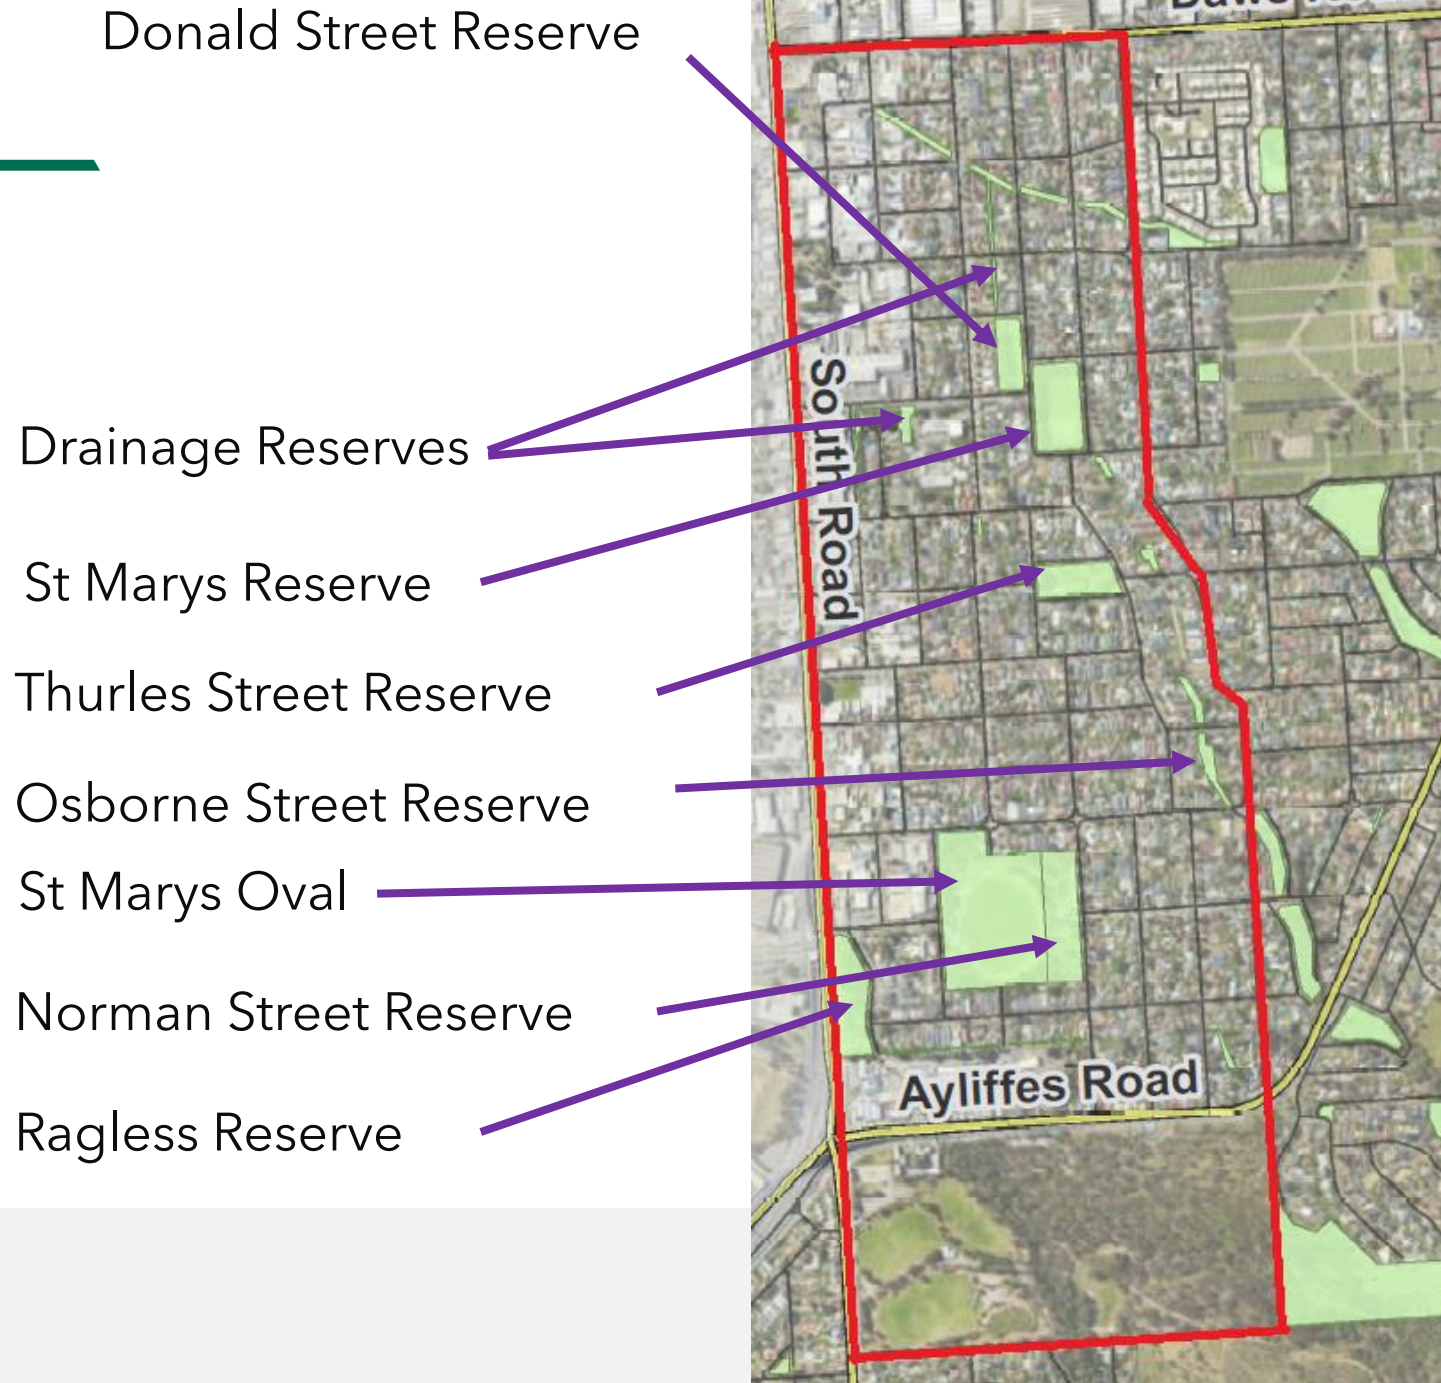 Donald Street Reserve
Drainage Reserves
St Marys Reserve
Thurles Street Reserve
Osborne Street Reserve
St Marys Oval
Norman Street Reserve
Ragless Reserve
South Road
Ayliffes Road